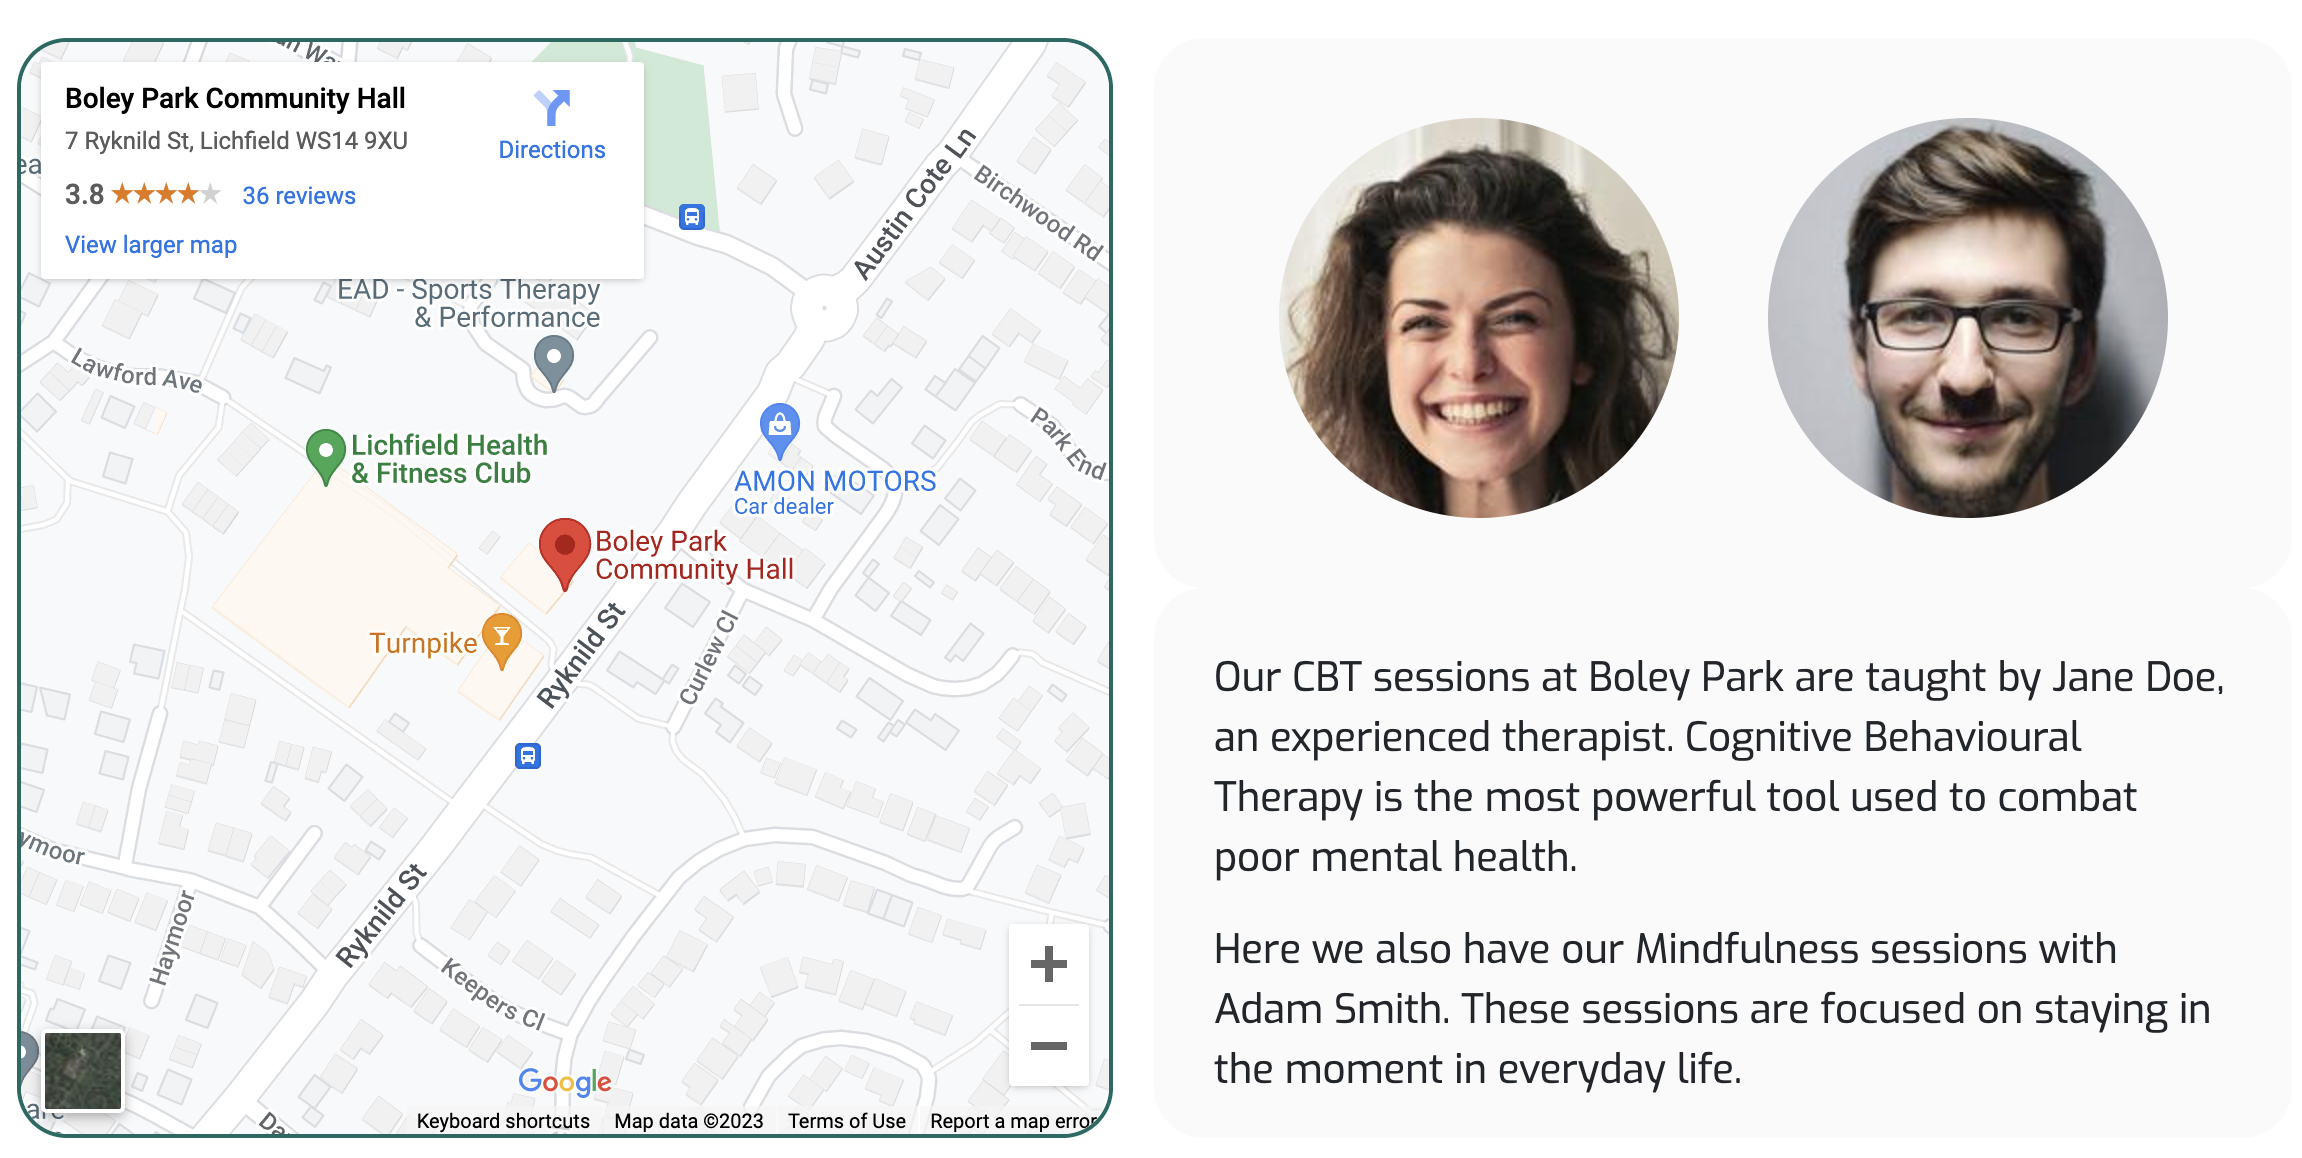 Boley Park Community Hall
7 Ryknild St, Lichfield WS14 9XU
3.8
36 reviews
View larger map
Directions
Austin Cote Ln
Birchwood Rd
EAD - Sports Therapy
& Performance
Lawford Ave
Park End
Lichfield Health
& Fitness Club
AMON MOTORS
Car dealer
Boley Park
Community Hall
Turnpike
Ryknild St
Curlew Cl
Ryknild St
Haymoor
Keepers Cl
Google
Keyboard shortcuts
Map data ©2023
Terms of Use
Report a map error
Our CBT sessions at Boley Park are taught by Jane Doe,
an experienced therapist. Cognitive Behavioural
Therapy is the most powerful tool used to combat
poor mental health.
Here we also have our Mindfulness sessions with
Adam Smith. These sessions are focused on staying in
the moment in everyday life.